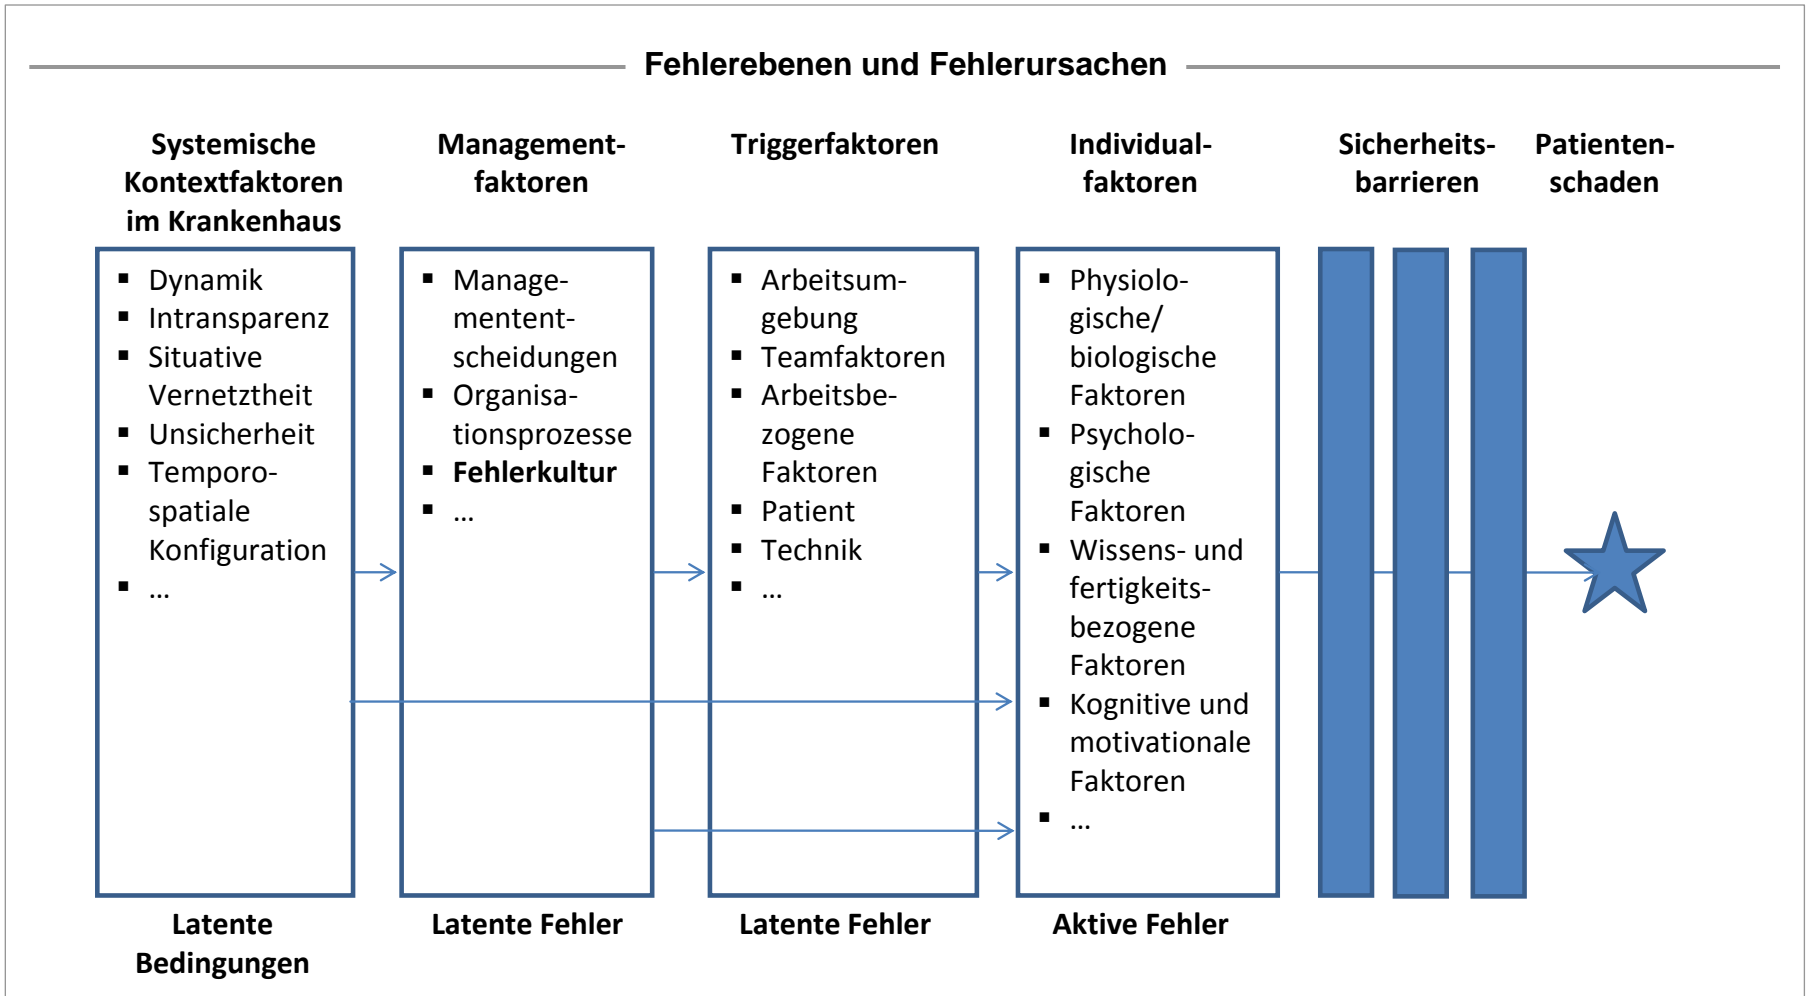 Fehlerebenen und Fehlerursachen
Systemische
Kontextfaktoren
im Krankenhaus
Management-
faktoren
Triggerfaktoren
Individual-
faktoren
Sicherheits-
barrieren
Patienten-
schaden
▪ Dynamik
▪ Intransparenz
▪ Situative
Vernetztheit
▪ Unsicherheit
▪ Temporo-
spatiale
Konfiguration
▪ ...
▪ Manage-
mentent-
scheidungen
▪ Organisa-
tionsprozesse
▪ Fehlerkultur
▪ ...
▪ Arbeitsum-
gebung
▪ Teamfaktoren
▪ Arbeitsbe-
zogene
Faktoren
▪ Patient
▪ Technik
▪ ...
▪ Physiolo-
gische/
biologische
Faktoren
▪ Psycholo-
gische
Faktoren
▪ Wissens- und
fertigkeits-
bezogene
Faktoren
▪ Kognitive und
motivationale
Faktoren
▪ ...
Latente
Bedingungen
Latente Fehler
Latente Fehler
Aktive Fehler